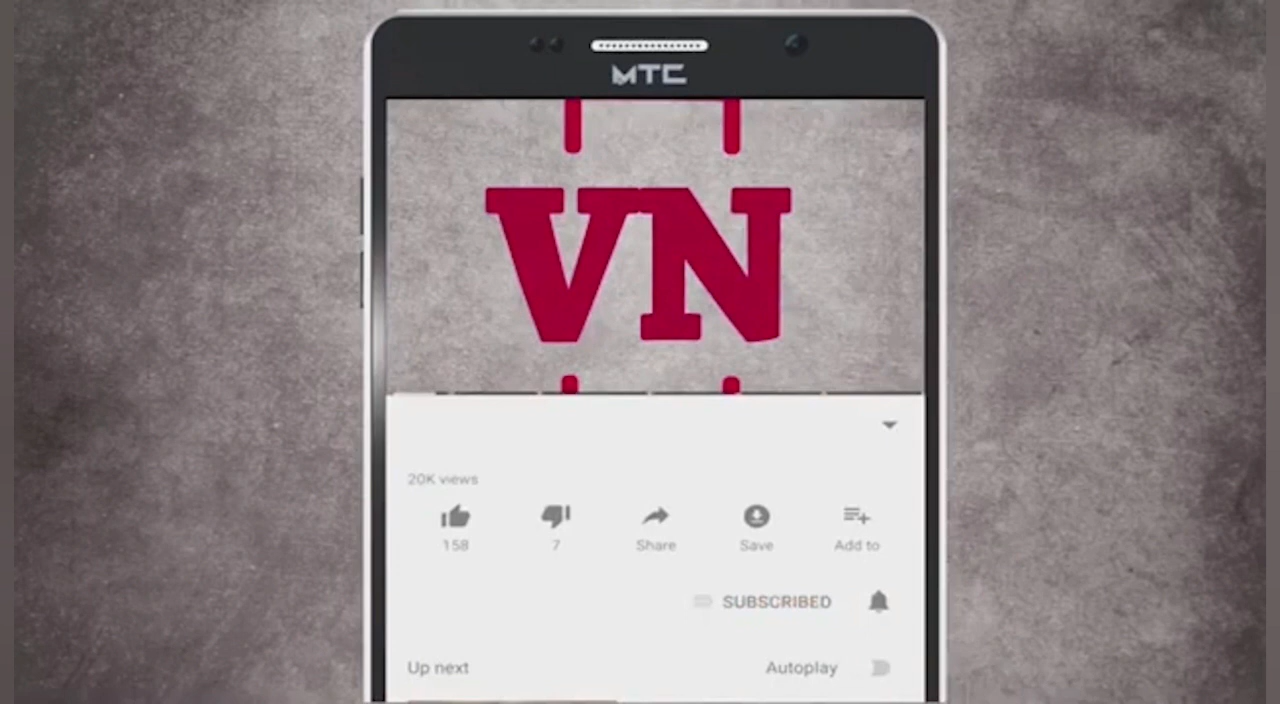 MTC
VN
20K views
158 7 Share Save Add to
SUBSCRIBED
Up next Autoplay